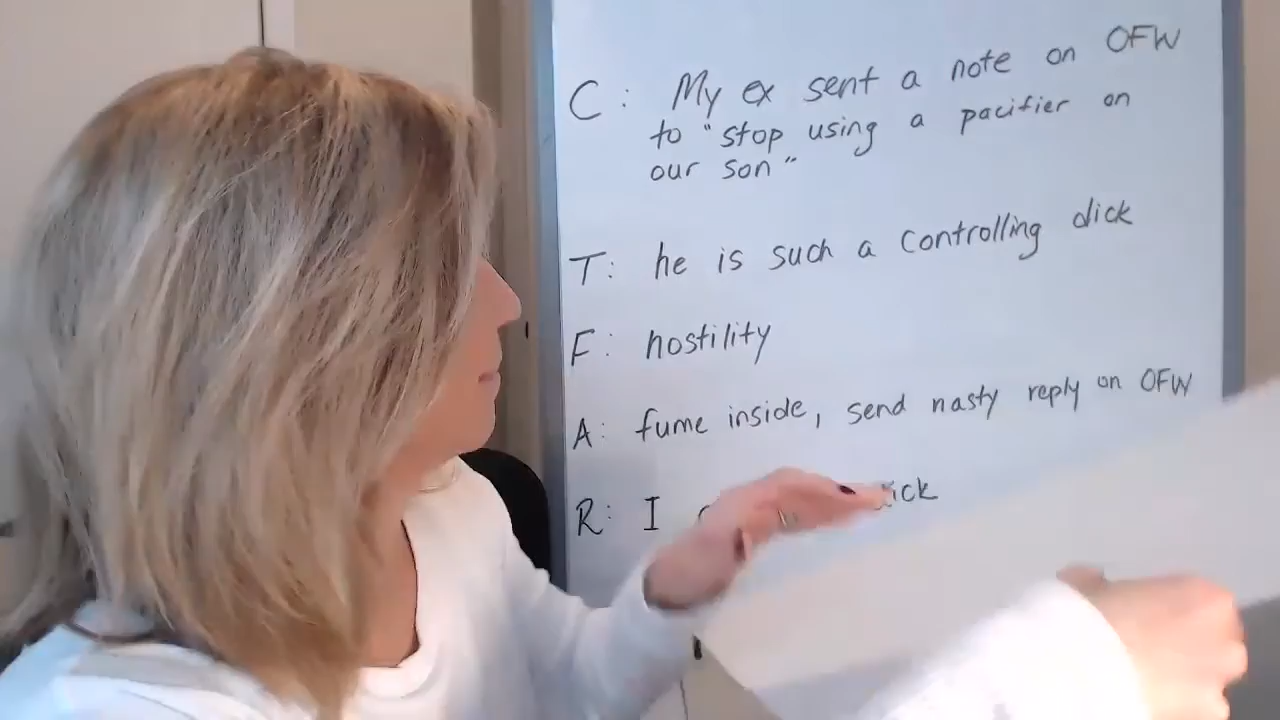 C: My ex sent a note on OFW
to "stop using a pacifier on
our son"
T: he is such a controlling dick
F: hostility
A: fume inside, send nasty reply on OFW
R: I